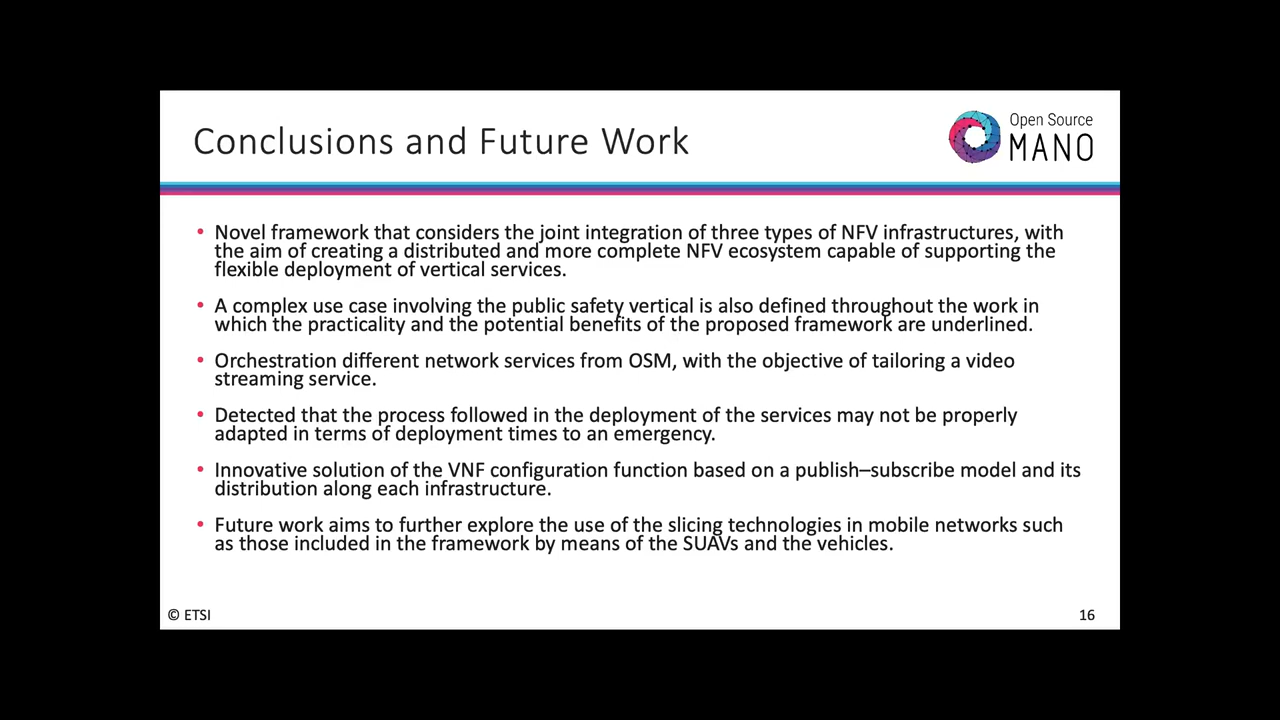 Conclusions and Future Work
Open Source
MANO
• Novel framework that considers the joint integration of three types of NFV infrastructures, with
the aim of creating a distributed and more complete NFV ecosystem capable of supporting the
flexible deployment of vertical services.
• A complex use case involving the public safety vertical is also defined throughout the work in
which the practicality and the potential benefits of the proposed framework are underlined.
• Orchestration different network services from OSM, with the objective of tailoring a video
streaming service.
• Detected that the process followed in the deployment of the services may not be properly
adapted in terms of deployment times to an emergency.
• Innovative solution of the VNF configuration function based on a publish–subscribe model and its
distribution along each infrastructure.
• Future work aims to further explore the use of the slicing technologies in mobile networks such
as those included in the framework by means of the SUAVs and the vehicles.
© ETSI
16